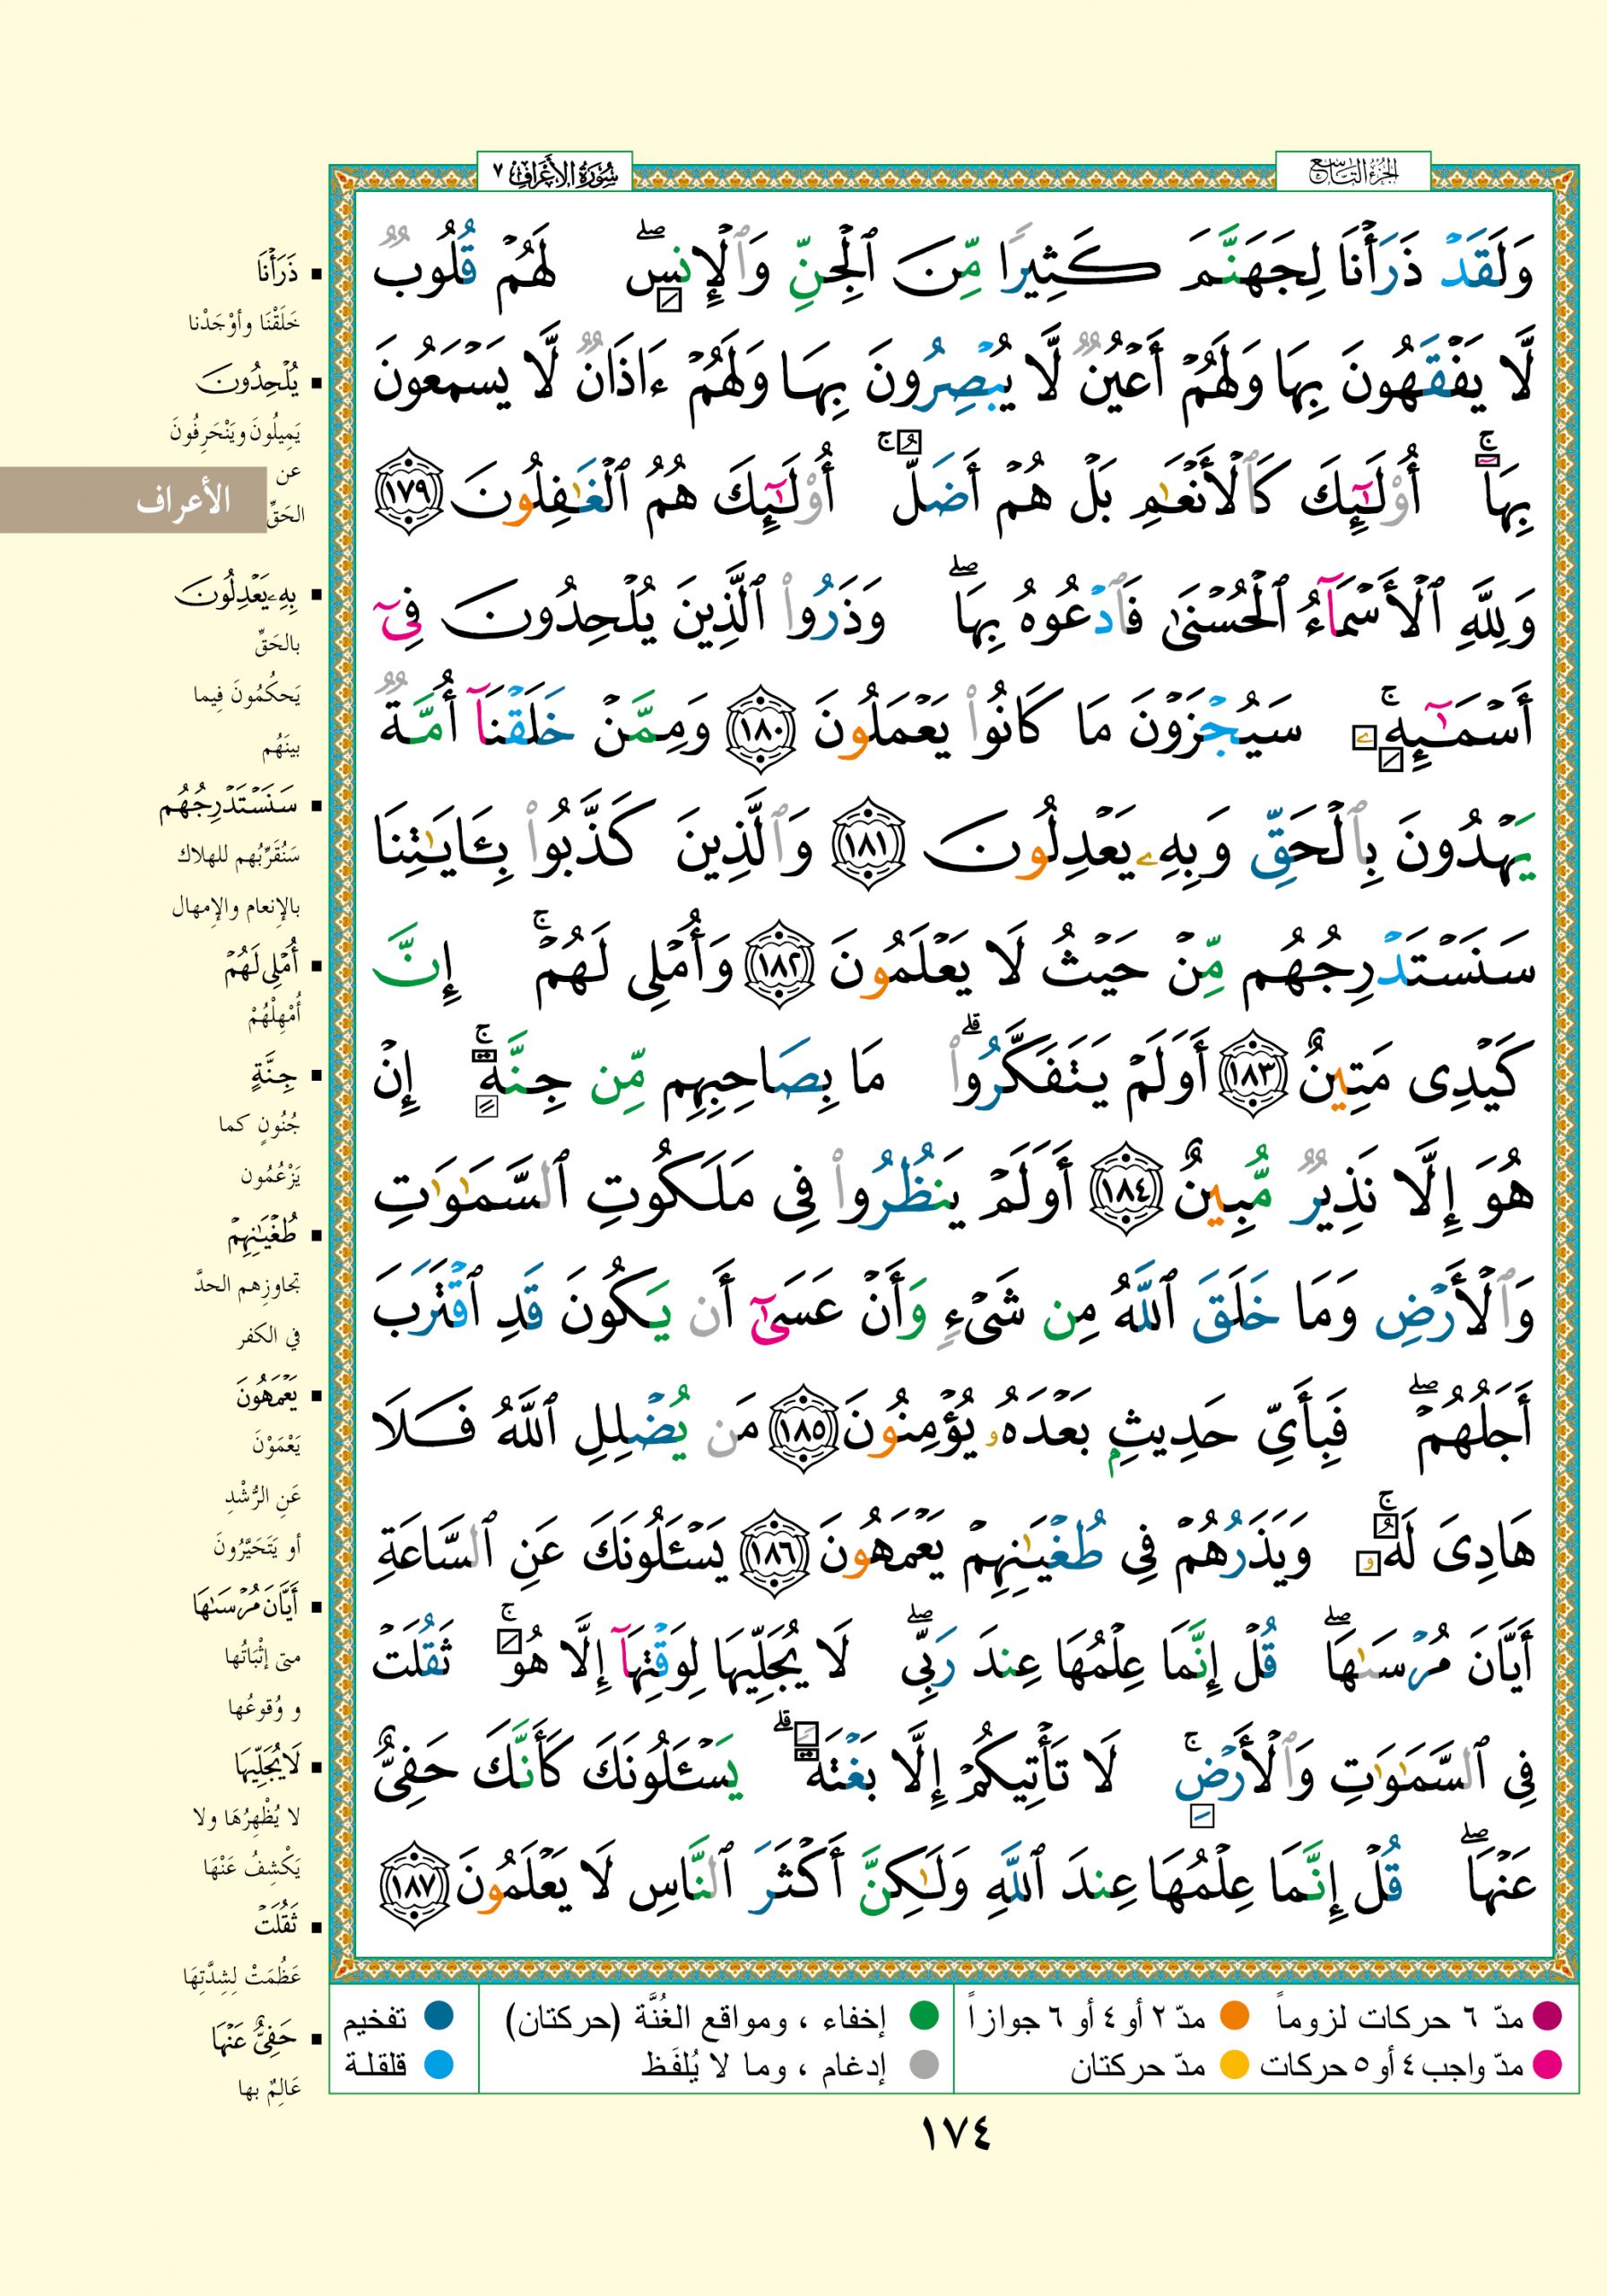 الجزء التاسع
سورة الأعراف ٧
وَلَقَدْ ذَرَأْنَا لِجَهَنَّمَ كَثِيرًا مِّنَ ٱلْجِنِّ وَٱلْإِنسِ ۖ لَهُمْ قُلُوبٌ
لَّا يَفْقَهُونَ بِهَا وَلَهُمْ أَعْيُنٌ لَّا يُبْصِرُونَ بِهَا وَلَهُمْ ءَاذَانٌ لَّا يَسْمَعُونَ
بِهَآ ۚ أُو۟لَـٰٓئِكَ كَٱلْأَنْعَـٰمِ بَلْ هُمْ أَضَلُّ ۚ أُو۟لَـٰٓئِكَ هُمُ ٱلْغَـٰفِلُونَ ١٧٩
وَلِلَّهِ ٱلْأَسْمَآءُ ٱلْحُسْنَىٰ فَٱدْعُوهُ بِهَا ۖ وَذَرُوا۟ ٱلَّذِينَ يُلْحِدُونَ فِىٓ
أَسْمَـٰٓئِهِۦ ۚ سَيُجْزَوْنَ مَا كَانُوا۟ يَعْمَلُونَ ١٨٠ وَمِمَّنْ خَلَقْنَآ أُمَّةٌ
يَهْدُونَ بِٱلْحَقِّ وَبِهِۦ يَعْدِلُونَ ١٨١ وَٱلَّذِينَ كَذَّبُوا۟ بِـَٔايَـٰتِنَا
سَنَسْتَدْرِجُهُم مِّنْ حَيْثُ لَا يَعْلَمُونَ ١٨٢ وَأُمْلِى لَهُمْ ۚ إِنَّ
كَيْدِى مَتِينٌ ١٨٣ أَوَلَمْ يَتَفَكَّرُوا۟ ۗ مَا بِصَاحِبِهِم مِّن جِنَّةٍ ۚ إِنْ
هُوَ إِلَّا نَذِيرٌ مُّبِينٌ ١٨٤ أَوَلَمْ يَنظُرُوا۟ فِى مَلَكُوتِ ٱلسَّمَـٰوَٰتِ
وَٱلْأَرْضِ وَمَا خَلَقَ ٱللَّهُ مِن شَىْءٍ وَأَنْ عَسَىٰٓ أَن يَكُونَ قَدِ ٱقْتَرَبَ
أَجَلُهُمْ ۖ فَبِأَىِّ حَدِيثٍۭ بَعْدَهُۥ يُؤْمِنُونَ ١٨٥ مَن يُضْلِلِ ٱللَّهُ فَلَا
هَادِىَ لَهُۥ ۚ وَيَذَرُهُمْ فِى طُغْيَـٰنِهِمْ يَعْمَهُونَ ١٨٦ يَسْـَٔلُونَكَ عَنِ ٱلسَّاعَةِ
أَيَّانَ مُرْسَىٰهَا ۖ قُلْ إِنَّمَا عِلْمُهَا عِندَ رَبِّى ۖ لَا يُجَلِّيهَا لِوَقْتِهَآ إِلَّا هُوَ ۚ ثَقُلَتْ
فِى ٱلسَّمَـٰوَٰتِ وَٱلْأَرْضِ ۚ لَا تَأْتِيكُمْ إِلَّا بَغْتَةً ۗ يَسْـَٔلُونَكَ كَأَنَّكَ حَفِىٌّ
عَنْهَا ۖ قُلْ إِنَّمَا عِلْمُهَا عِندَ ٱللَّهِ وَلَـٰكِنَّ أَكْثَرَ ٱلنَّاسِ لَا يَعْلَمُونَ ١٨٧
ذَرَأْنَا
خَلَقْنَا وأوْجَدْنا
يُلْحِدُونَ
يَمِيلُونَ ويَنْحَرِفُونَ
عن
الحَقِّ
الأعراف
بِهِۦ يَعْدِلُونَ
بالحَقِّ
يَحكُمُونَ فِيما
بينَهُم
سَنَسْتَدْرِجُهُم
سَنُقَرِّبُهم للهلاك
بالإنعام والإمهال
أُمْلِى لَهُمْ
أُمْهِلُهُمْ
جِنَّةٍ
جُنُونٍ كما
يَزْعُمُون
طُغْيَـٰنِهِمْ
تجاوزِهم الحدَّ
في الكفر
يَعْمَهُونَ
يَعْمَوْنَ
عَنِ الرُّشْدِ
أو يَتَحَيَّرُونَ
أَيَّانَ مُرْسَىٰهَا
متى إثْبَاتُها
و وُقوعُها
لَا يُجَلِّيهَا
لا يُظْهِرُهَا ولا
يَكْشِفُ عَنْهَا
ثَقُلَتْ
عَظُمَتْ لِشِدَّتِهَا
حَفِىٌّ عَنْهَا
عَالِمٌ بها
مدّ ٦ حركات لزوماً مدّ ٢ أو ٤ أو ٦ جوازاً إخفاء ، ومواقع الغُنَّة (حركتان) تفخيم
مدّ واجب ٤ أو ٥ حركات مدّ حركتان إدغام ، وما لا يُلفَظ قلقلة
١٧٤